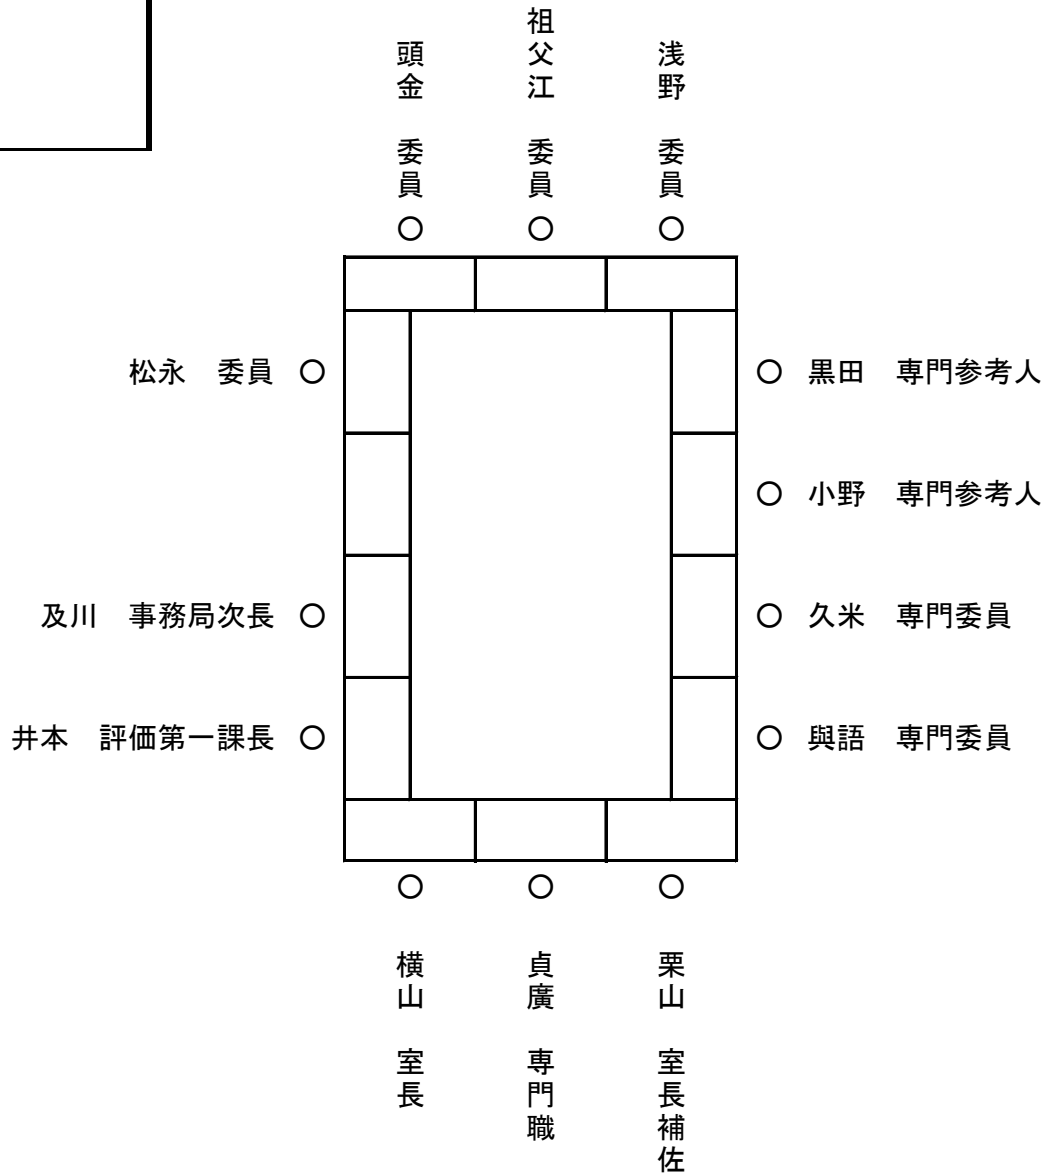 頭金　委員
祖父江　委員
浅野　委員
松永　委員　○
○　黒田　専門参考人
○　小野　専門参考人
及川　事務局次長　○
○　久米　専門委員
井本　評価第一課長　○
○　與語　専門委員
横山　室長
貞廣　専門職
栗山　室長補佐